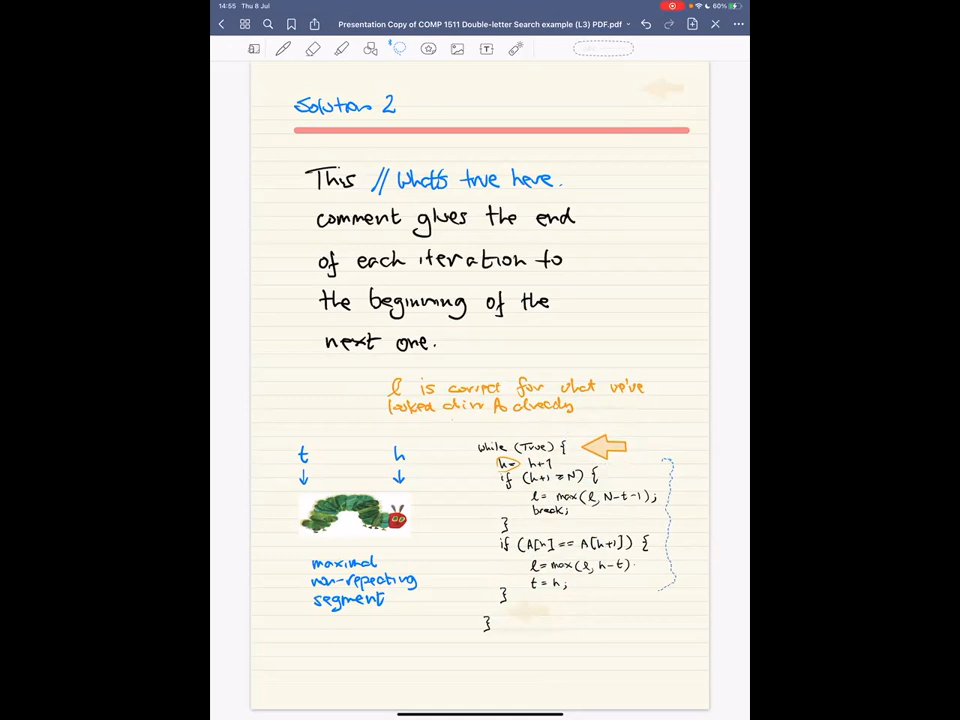 14:55 Thu 8 Jul
60%
Presentation Copy of COMP 1511 Double-letter Search example (L3) PDF.pdf
Solution 2
This // What's true here.
comment gives the end
of each iteration to
the beginning of the
next one.
l is correct for what we've
looked at in A already
t h
maximal
non-repeating
segment
while (True) {
h = h+1
if (h+1 == N) {
l = max(l, N-t-1);
break;
}
if (A[h] == A[h+1]) {
l = max(l, h-t)
t = h;
}
}